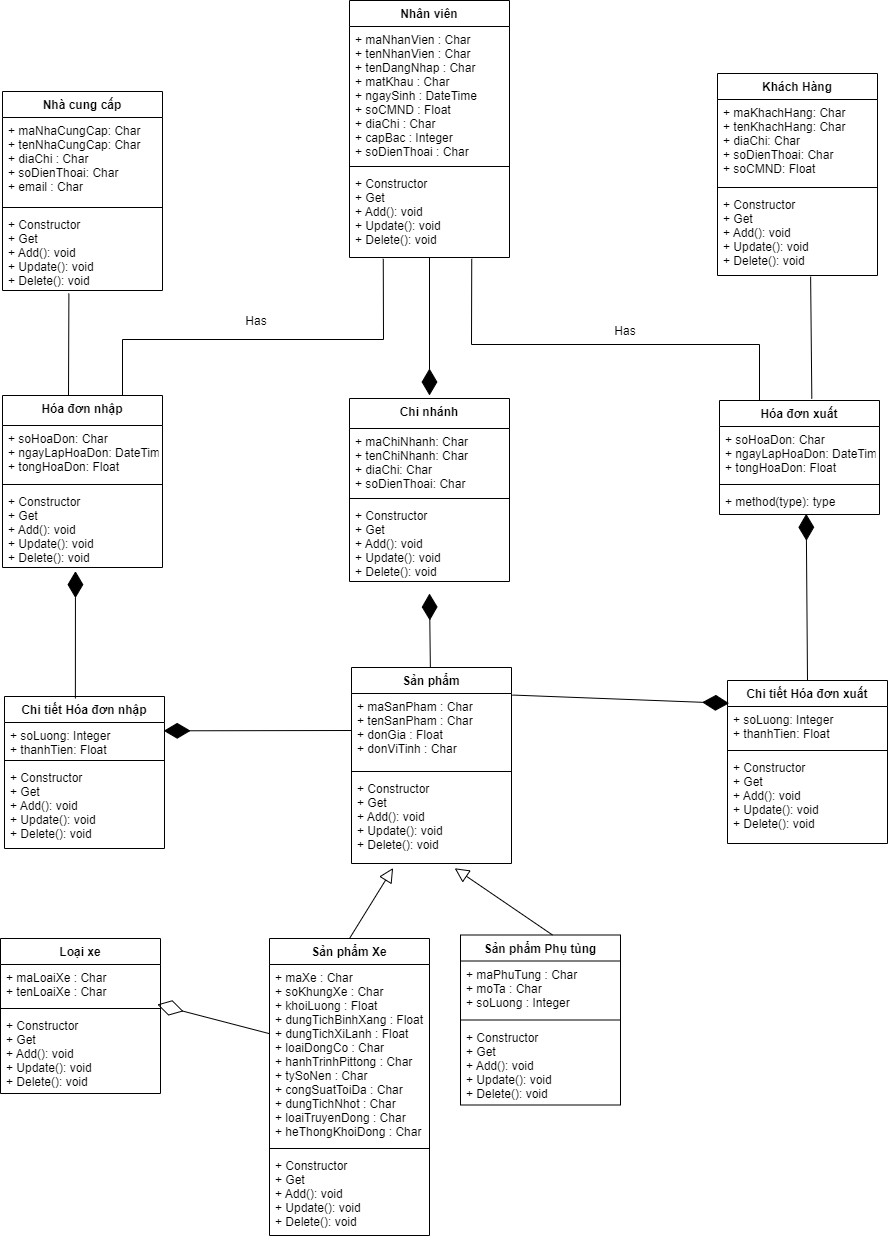 Nhân viên
+ maNhanVien : Char
+ tenNhanVien : Char
+ tenDangNhap : Char
+ matKhau : Char
+ ngaySinh : DateTime
+ soCMND : Float
+ diaChi : Char
+ capBac : Integer
+ soDienThoai : Char
+ Constructor
+ Get
+ Add(): void
+ Update(): void
+ Delete(): void
Nhà cung cấp
+ maNhaCungCap: Char
+ tenNhaCungCap: Char
+ diaChi : Char
+ soDienThoai: Char
+ email : Char
+ Constructor
+ Get
+ Add(): void
+ Update(): void
+ Delete(): void
Khách Hàng
+ maKhachHang: Char
+ tenKhachHang: Char
+ diaChi: Char
+ soDienThoai: Char
+ soCMND: Float
+ Constructor
+ Get
+ Add(): void
+ Update(): void
+ Delete(): void
Has
Has
Hóa đơn nhập
+ soHoaDon: Char
+ ngayLapHoaDon: DateTim
+ tongHoaDon: Float
+ Constructor
+ Get
+ Add(): void
+ Update(): void
+ Delete(): void
Chi nhánh
+ maChiNhanh: Char
+ tenChiNhanh: Char
+ diaChi: Char
+ soDienThoai: Char
+ Constructor
+ Get
+ Add(): void
+ Update(): void
+ Delete(): void
Hóa đơn xuất
+ soHoaDon: Char
+ ngayLapHoaDon: DateTim
+ tongHoaDon: Float
+ method(type): type
Chi tiết Hóa đơn nhập
+ soLuong: Integer
+ thanhTien: Float
+ Constructor
+ Get
+ Add(): void
+ Update(): void
+ Delete(): void
Sản phẩm
+ maSanPham : Char
+ tenSanPham : Char
+ donGia : Float
+ donViTinh : Char
+ Constructor
+ Get
+ Add(): void
+ Update(): void
+ Delete(): void
Chi tiết Hóa đơn xuất
+ soLuong: Integer
+ thanhTien: Float
+ Constructor
+ Get
+ Add(): void
+ Update(): void
+ Delete(): void
Loại xe
+ maLoaiXe : Char
+ tenLoaiXe : Char
+ Constructor
+ Get
+ Add(): void
+ Update(): void
+ Delete(): void
Sản phẩm Xe
+ maXe : Char
+ soKhungXe : Char
+ khoiLuong : Float
+ dungTichBinhXang : Float
+ dungTichXiLanh : Float
+ loaiDongCo : Char
+ hanhTrinhPittong : Char
+ tySoNen : Char
+ congSuatToiDa : Char
+ dungTichNhot : Char
+ loaiTruyenDong : Char
+ heThongKhoiDong : Char
+ Constructor
+ Get
+ Add(): void
+ Update(): void
+ Delete(): void
Sản phẩm Phụ tùng
+ maPhuTung : Char
+ moTa : Char
+ soLuong : Integer
+ Constructor
+ Get
+ Add(): void
+ Update(): void
+ Delete(): void